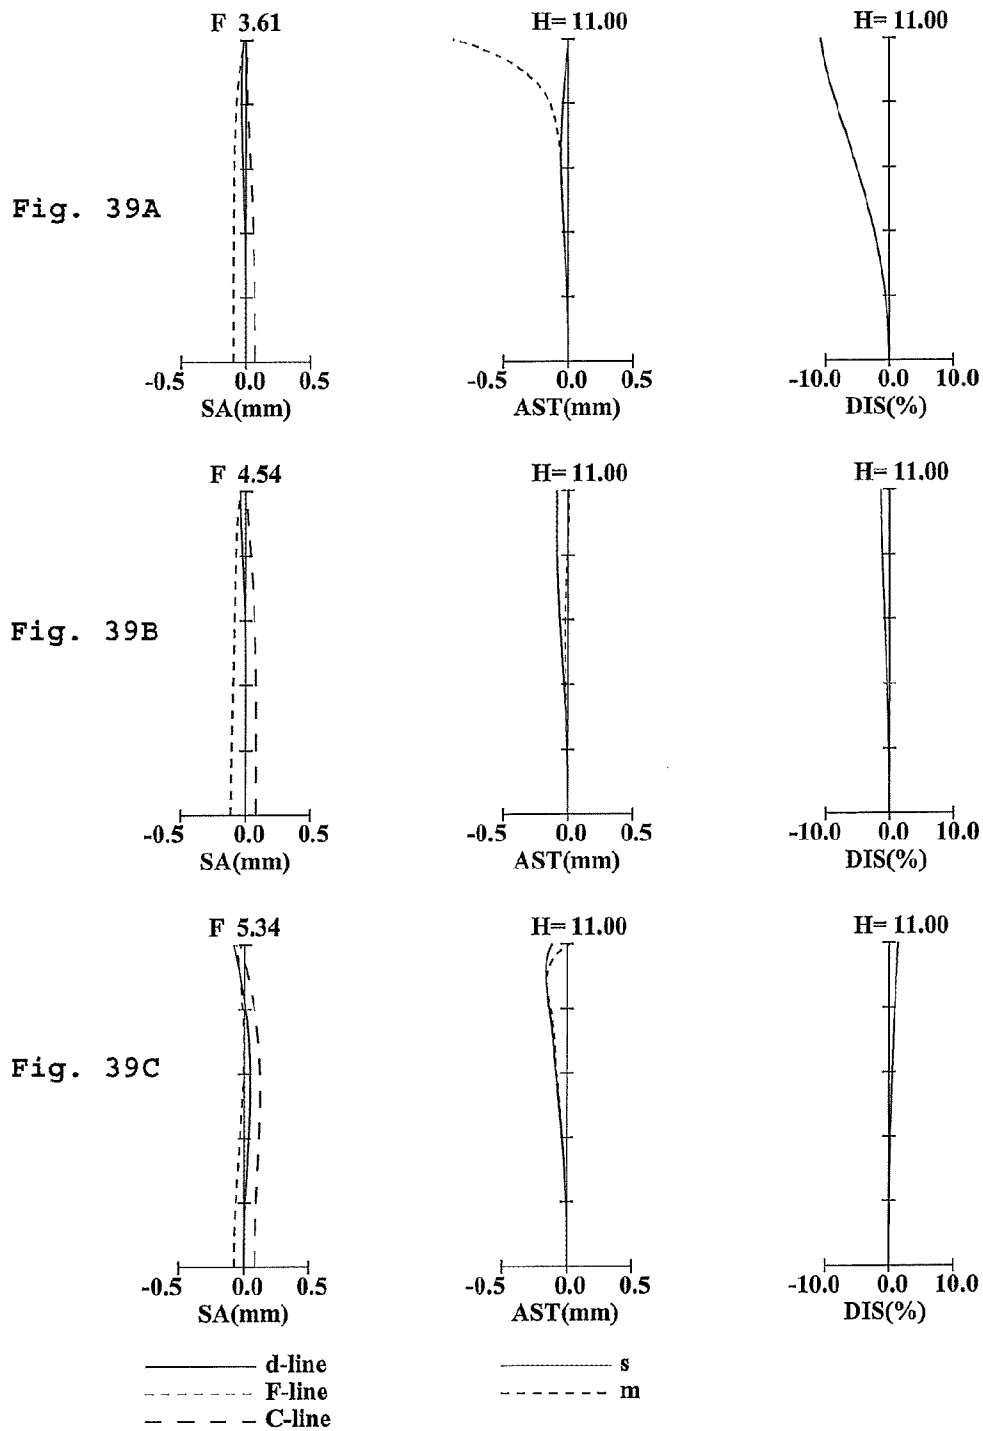 F 3.61 H= 11.00 H= 11.00
Fig. 39A
-0.5 0.0 0.5 -0.5 0.0 0.5 -10.0 0.0 10.0
SA(mm) AST(mm) DIS(%)
F 4.54 H= 11.00 H= 11.00
Fig. 39B
-0.5 0.0 0.5 -0.5 0.0 0.5 -10.0 0.0 10.0
SA(mm) AST(mm) DIS(%)
F 5.34 H= 11.00 H= 11.00
Fig. 39C
-0.5 0.0 0.5 -0.5 0.0 0.5 -10.0 0.0 10.0
SA(mm) AST(mm) DIS(%)
d-line s
F-line m
C-line